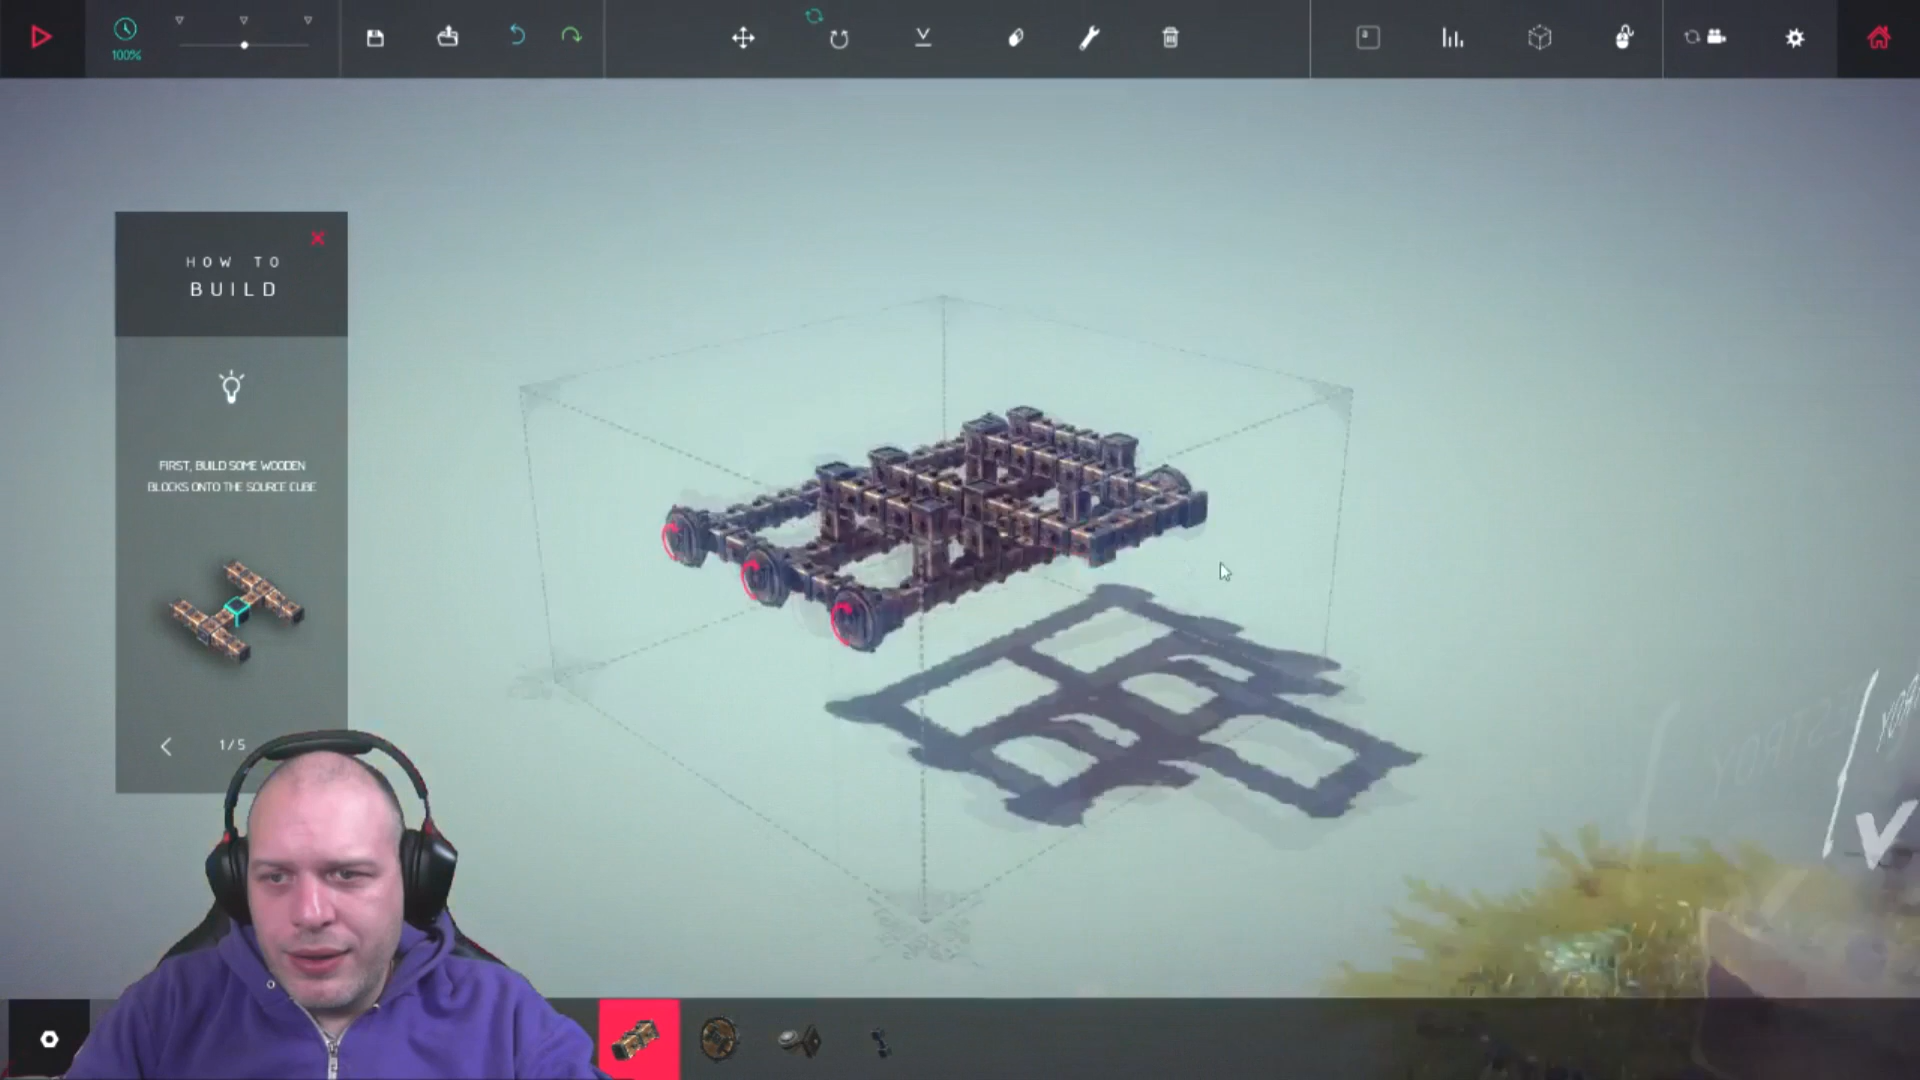 100%
HOW TO
BUILD
FIRST, BUILD SOME WOODEN
BLOCKS ONTO THE SOURCE CUBE
1/5